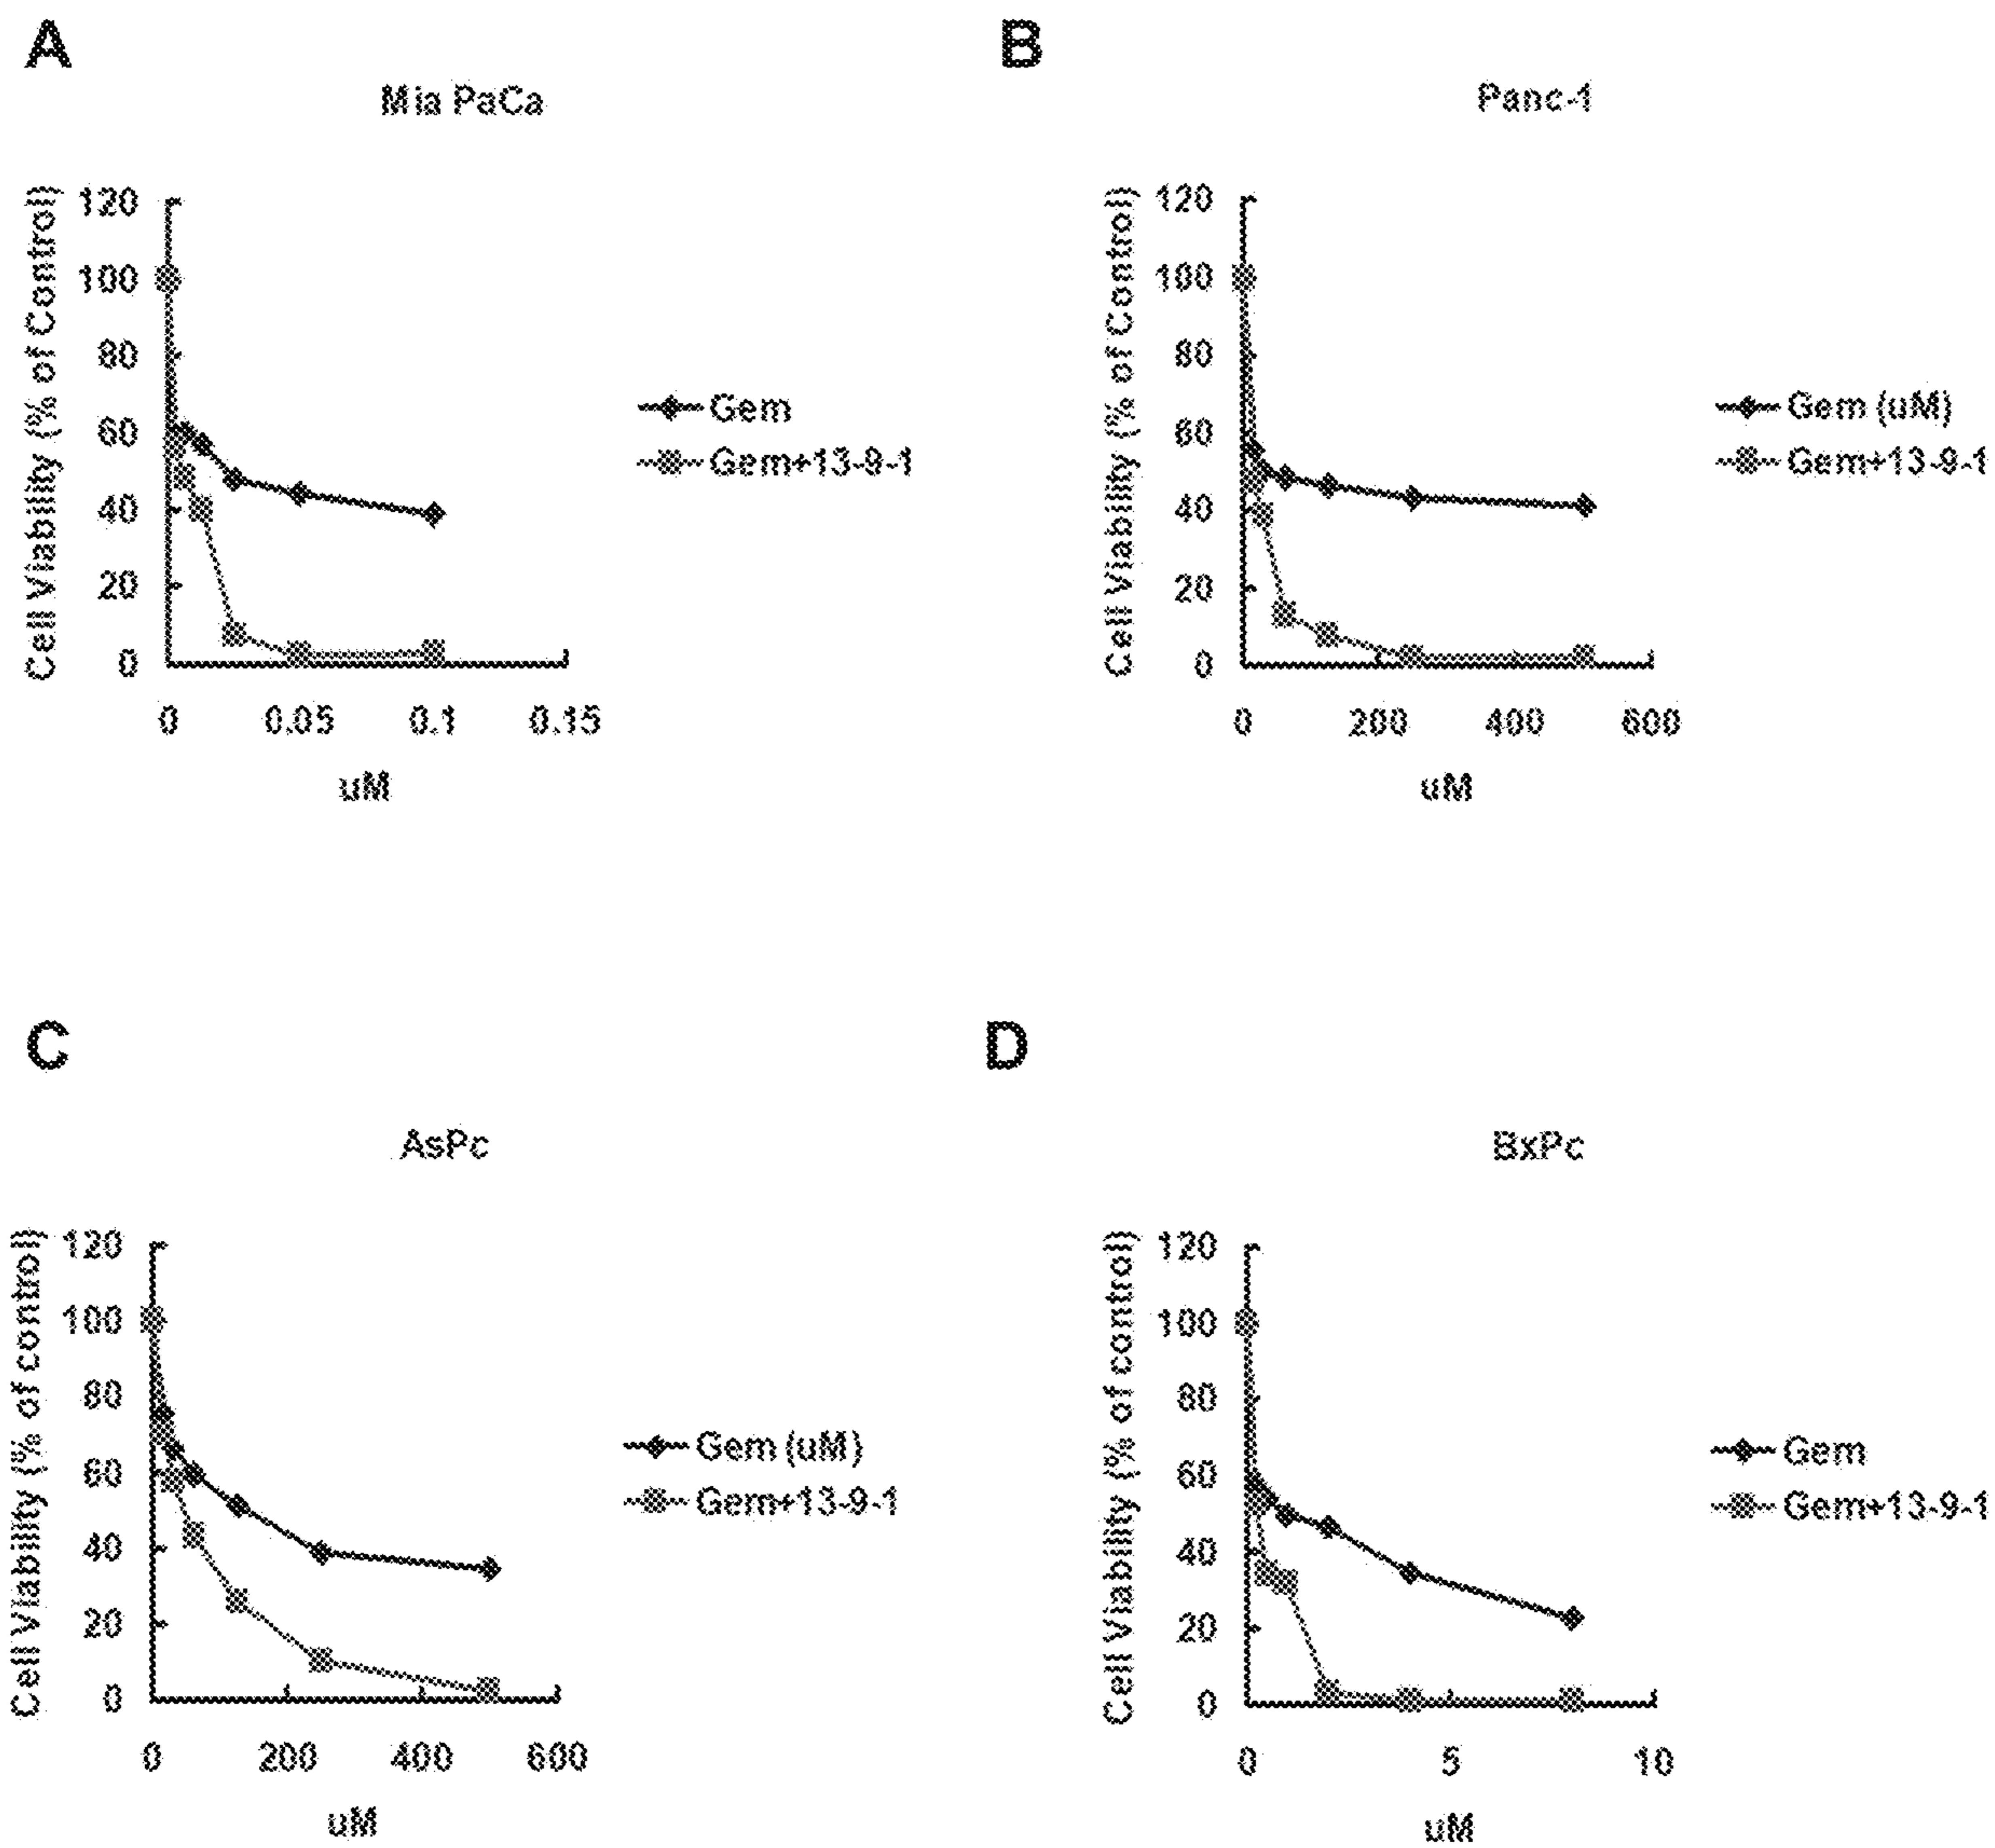 A
Mia PaCa
Cell Viability (% of Control)
120
100
80
60
40
20
0
0 0.05 0.1 0.15
uM
Gem
Gem+13-9-1
B
Panc-1
Cell Viability (% of Control)
120
100
80
60
40
20
0
0 200 400 600
uM
Gem (uM)
Gem+13-9-1
C
AsPc
Cell Viability (% of control)
120
100
80
60
40
20
0
0 200 400 600
uM
Gem (uM)
Gem+13-9-1
D
BxPc
Cell Viability (% of control)
120
100
80
60
40
20
0
0 5 10
uM
Gem
Gem+13-9-1